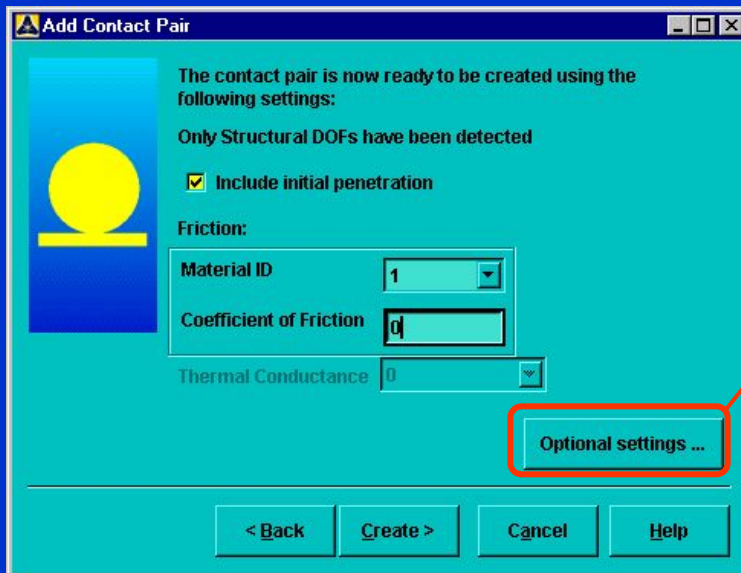 Add Contact Pair
The contact pair is now ready to be created using the
following settings:
Only Structural DOFs have been detected
Include initial penetration
Friction:
Material ID 1
Coefficient of Friction 0
Thermal Conductance 0
Optional settings ...
< Back Create > Cancel Help